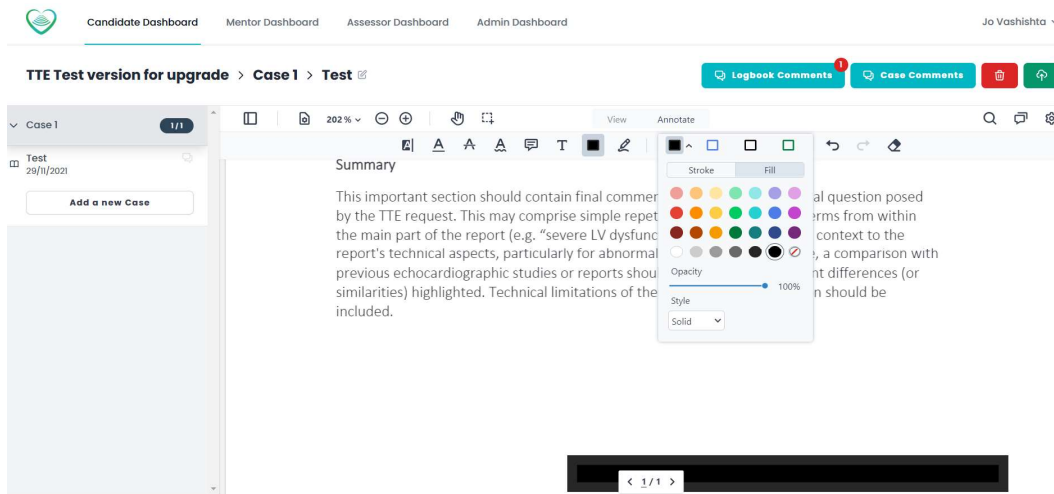 Candidate Dashboard Mentor Dashboard Assessor Dashboard Admin Dashboard Jo Vashishta
TTE Test version for upgrade > Case 1 > Test
1
Logbook Comments Case Comments
Case 1 1/1
202 % View Annotate
Test
29/11/2021
Add a new Case
A A A A T
Stroke Fill
Opacity
100%
Style
Solid
Summary
This important section should contain final commen al question posed
by the TTE request. This may comprise simple repet erms from within
the main part of the report (e.g. “severe LV dysfunc context to the
report's technical aspects, particularly for abnormal , a comparison with
previous echocardiographic studies or reports shou nt differences (or
similarities) highlighted. Technical limitations of the n should be
included.
< 1 / 1 >